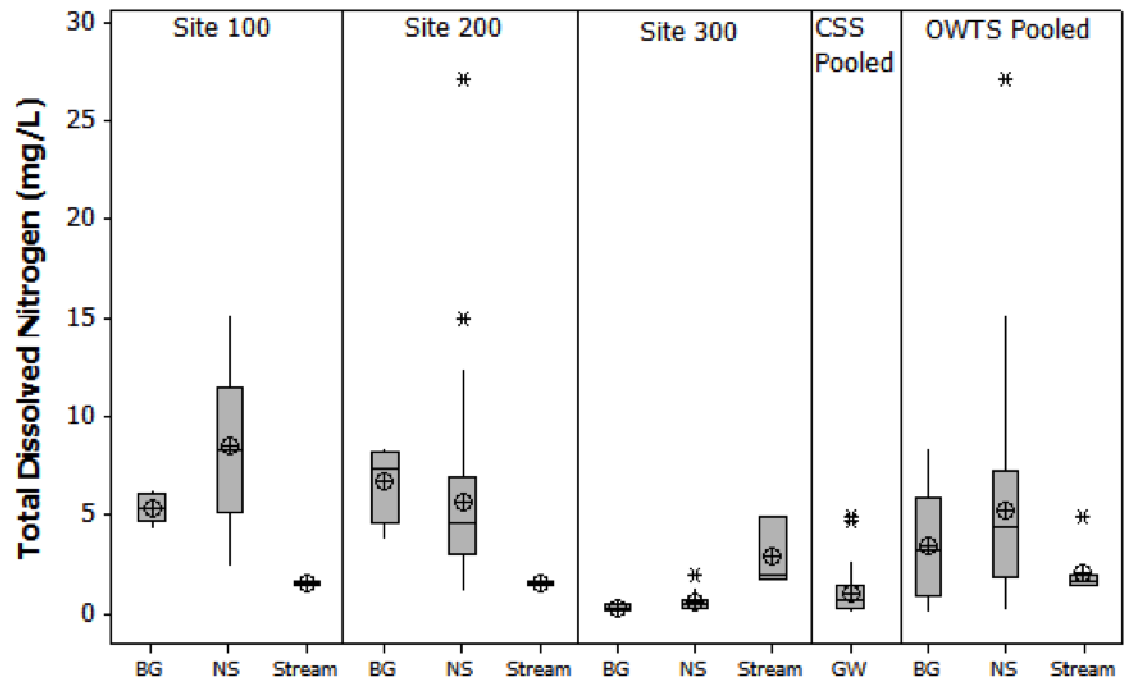 Site 100
Site 200
Site 300
CSS
Pooled
OWTS Pooled
Total Dissolved Nitrogen (mg/L)
30
25
20
15
10
5
0
BG NS Stream BG NS Stream BG NS Stream GW BG NS Stream